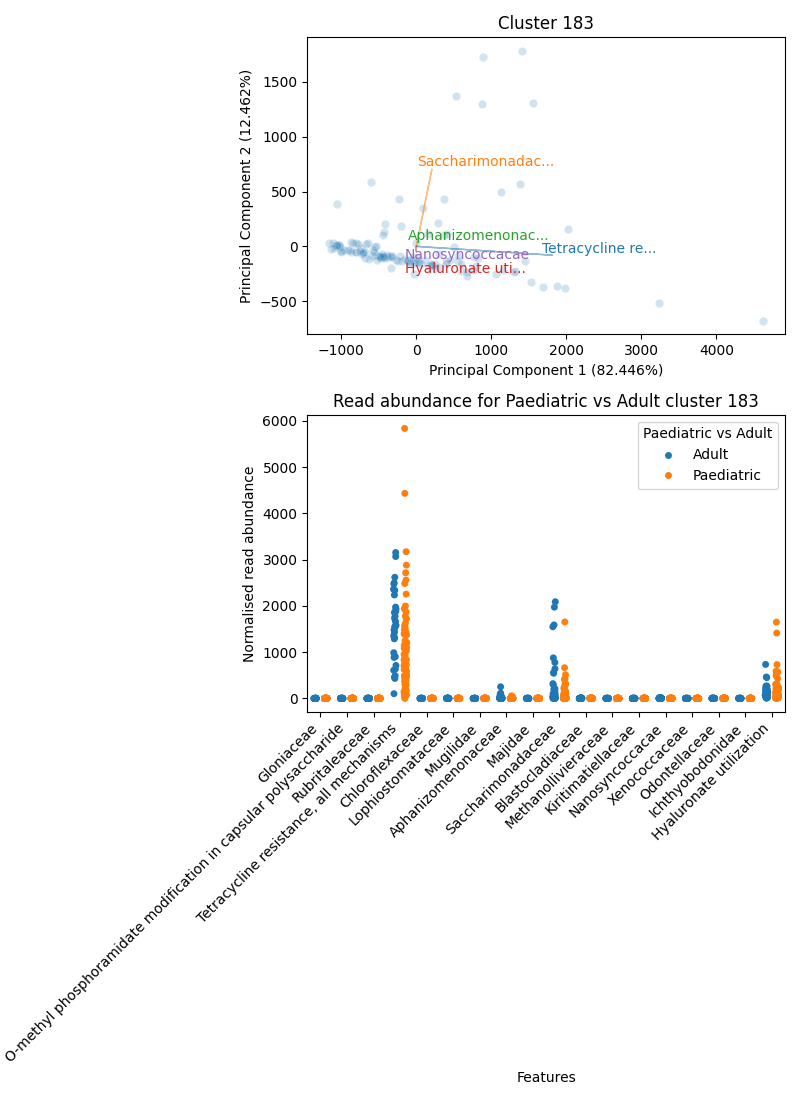 Cluster 183
Principal Component 2 (12.462%)
1500
1000
500
0
−500
Saccharimonadac...
Aphanizomenonac...
Tetracycline re...
Nanosyncoccacae
Hyaluronate uti...
−1000
0
1000
2000
3000
4000
Principal Component 1 (82.446%)
Read abundance for Paediatric vs Adult cluster 183
Normalised read abundance
6000
5000
4000
3000
2000
1000
0
Paediatric vs Adult
Adult
Paediatric
Gloniaceae
O-methyl phosphoramidate modification in capsular polysaccharide
Rubritaleaceae
Tetracycline resistance, all mechanisms
Chloroflexaceae
Lophiostomataceae
Mugilidae
Aphanizomenonaceae
Majidae
Saccharimonadaceae
Blastocladiaceae
Methanollivieraceae
Kiritimatiellaceae
Nanosyncoccacae
Xenococcaceae
Odontellaceae
Ichthyobodonidae
Hyaluronate utilization
Features